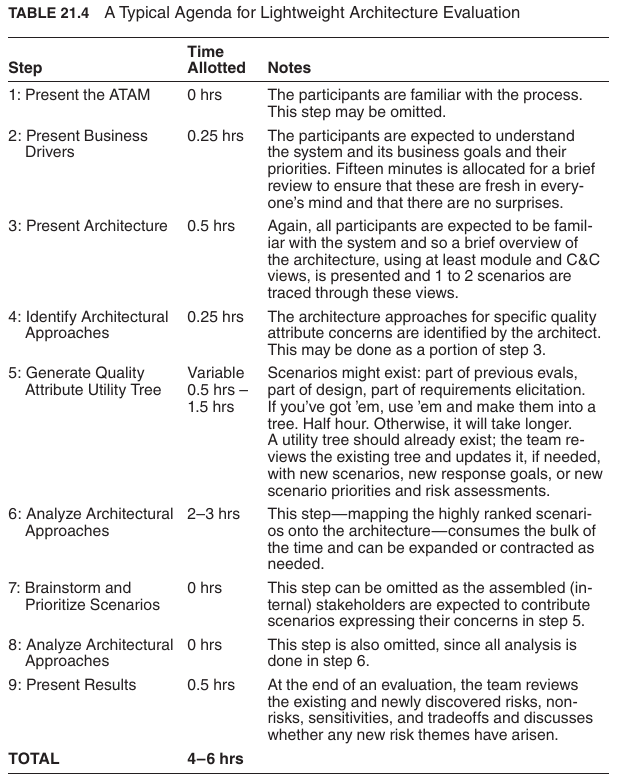 TABLE 21.4 A Typical Agenda for Lightweight Architecture Evaluation
Step Time Allotted Notes
1: Present the ATAM 0 hrs The participants are familiar with the process.
This step may be omitted.
2: Present Business 0.25 hrs The participants are expected to understand
Drivers the system and its business goals and their
priorities. Fifteen minutes is allocated for a brief
review to ensure that these are fresh in every-
one's mind and that there are no surprises.
3: Present Architecture 0.5 hrs Again, all participants are expected to be famil-
iar with the system and so a brief overview of
the architecture, using at least module and C&C
views, is presented and 1 to 2 scenarios are
traced through these views.
4: Identify Architectural 0.25 hrs The architecture approaches for specific quality
Approaches attribute concerns are identified by the architect.
This may be done as a portion of step 3.
5: Generate Quality Variable Scenarios might exist: part of previous evals,
Attribute Utility Tree 0.5 hrs – part of design, part of requirements elicitation.
1.5 hrs If you've got 'em, use 'em and make them into a
tree. Half hour. Otherwise, it will take longer.
A utility tree should already exist; the team re-
views the existing tree and updates it, if needed,
with new scenarios, new response goals, or new
scenario priorities and risk assessments.
6: Analyze Architectural 2–3 hrs This step—mapping the highly ranked scenari-
Approaches os onto the architecture—consumes the bulk of
the time and can be expanded or contracted as
needed.
7: Brainstorm and 0 hrs This step can be omitted as the assembled (in-
Prioritize Scenarios ternal) stakeholders are expected to contribute
scenarios expressing their concerns in step 5.
8: Analyze Architectural 0 hrs This step is also omitted, since all analysis is
Approaches done in step 6.
9: Present Results 0.5 hrs At the end of an evaluation, the team reviews
the existing and newly discovered risks, non-
risks, sensitivities, and tradeoffs and discusses
whether any new risk themes have arisen.
TOTAL 4–6 hrs